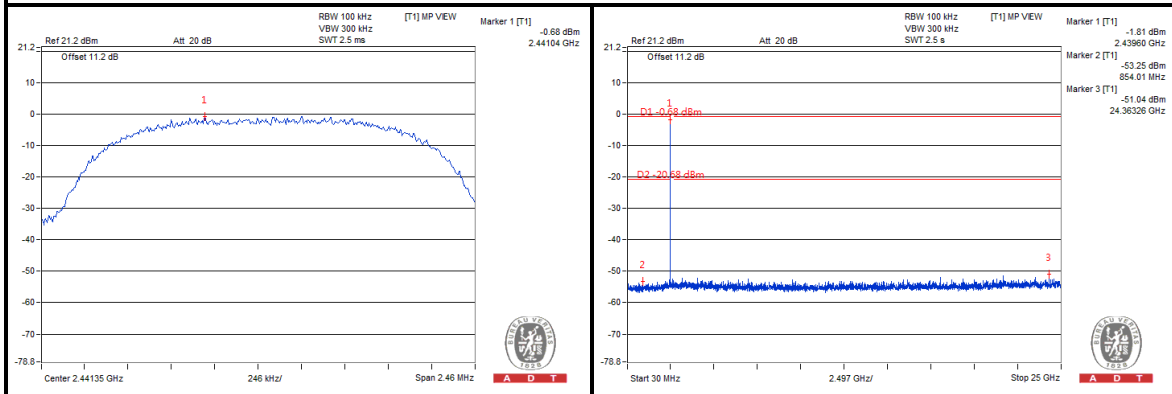 RBW 100 kHz [T1] MP VIEW
VBW 300 kHz
Ref 21.2 dBm Att 20 dB SWT 2.5 ms
Marker 1 [T1]
-0.68 dBm
2.44104 GHz
21.2
Offset 11.2 dB
10
0
-10
-20
-30
-40
-50
-60
-70
-78.8
1
Center 2.44135 GHz 246 kHz/ Span 2.46 MHz
BUREAU VERITAS
1828
A D T
RBW 100 kHz [T1] MP VIEW
VBW 300 kHz
Ref 21.2 dBm Att 20 dB SWT 2.5 s
Marker 1 [T1]
-1.81 dBm
2.43960 GHz
Marker 2 [T1]
-53.25 dBm
854.01 MHz
Marker 3 [T1]
-51.04 dBm
24.36326 GHz
21.2
Offset 11.2 dB
10
0
-10
-20
-30
-40
-50
-60
-70
-78.8
1
D1 -0.68 dBm
D2 -20.68 dBm
2
3
Start 30 MHz 2.497 GHz/ Stop 25 GHz
BUREAU VERITAS
1828
A D T